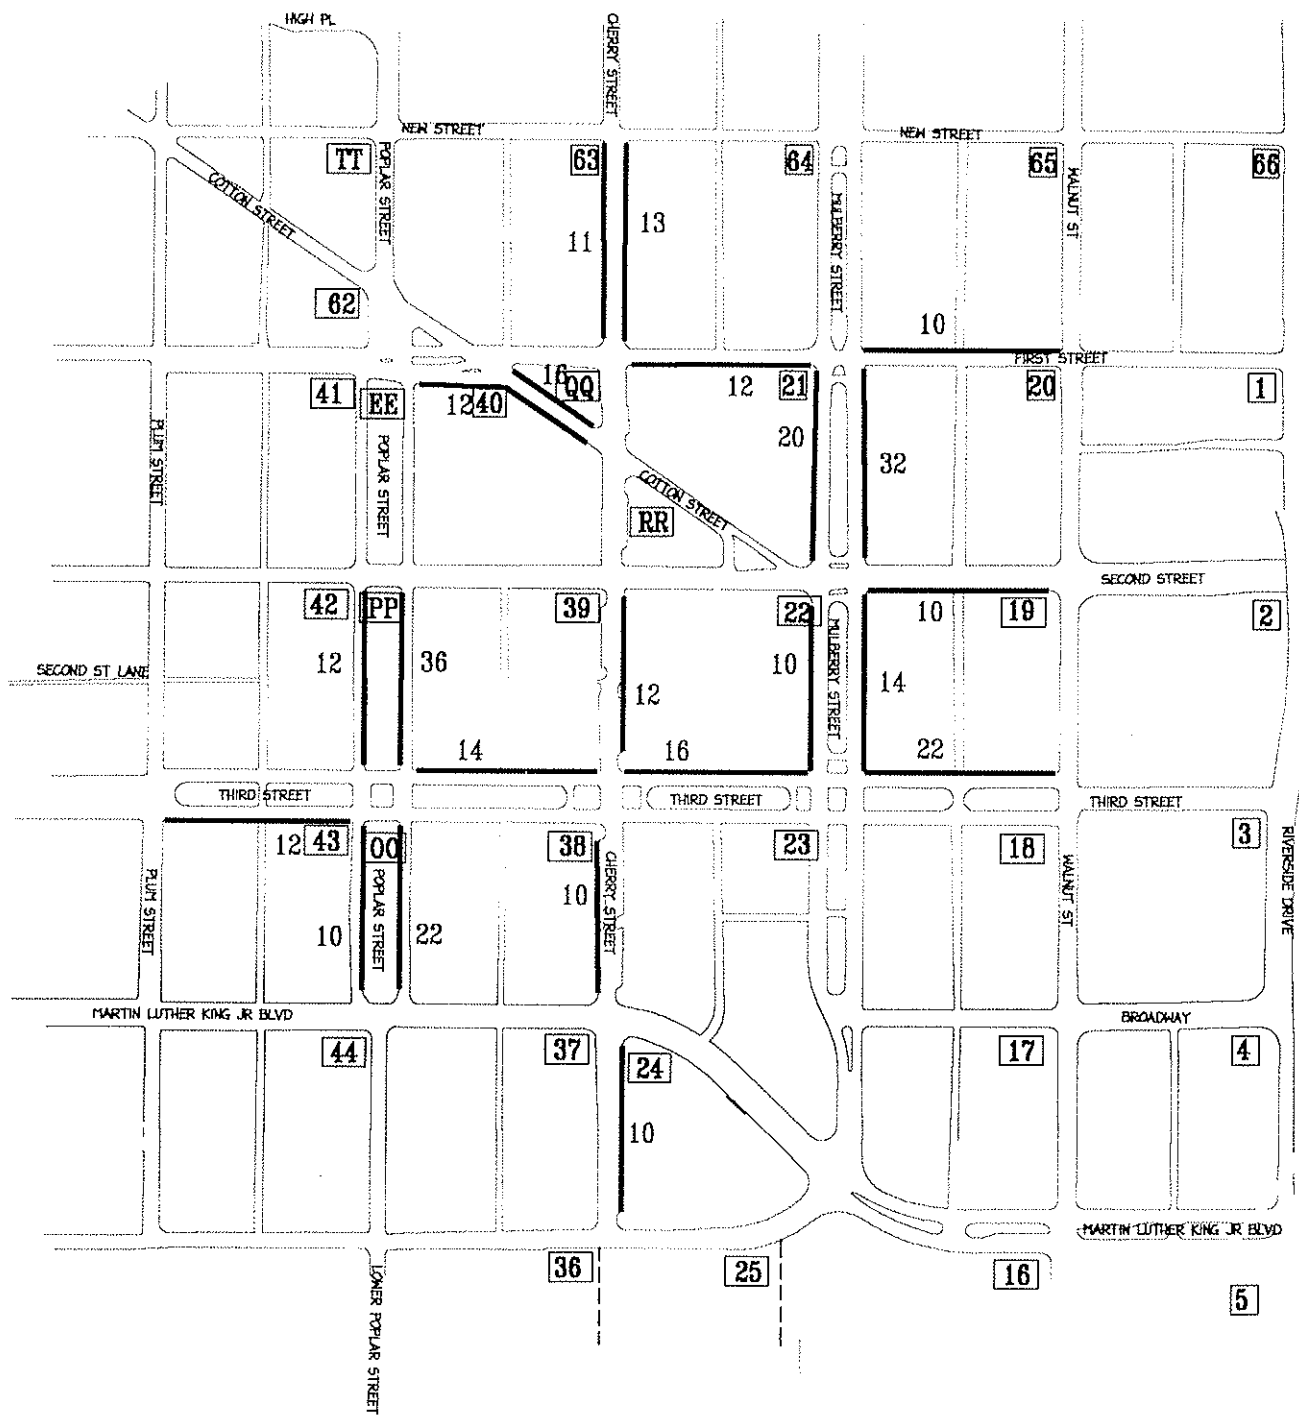 HIGH PL
CHERRY STREET
NEW STREET
NEW STREET
TT
POPLAR STREET
63
64
65
66
COTTON STREET
WALNUT ST
MULBERRY STREET
11
13
62
10
FIRST STREET
41
EE
12
40
16
QQ
12
21
20
1
PLUM STREET
POPLAR STREET
20
32
COTTON STREET
RR
SECOND STREET
42
PP
39
22
10
19
2
SECOND ST LANE
12
36
10
MULBERRY STREET
14
12
14
16
22
THIRD STREET
THIRD STREET
THIRD STREET
12
43
OO
38
23
18
3
RIVERSIDE DRIVE
PLUM STREET
POPLAR STREET
10
CHERRY STREET
WALNUT ST
10
22
MARTIN LUTHER KING JR BLVD
BROADWAY
44
37
24
17
4
10
MARTIN LUTHER KING JR BLVD
36
25
16
5
LOWER POPLAR STREET